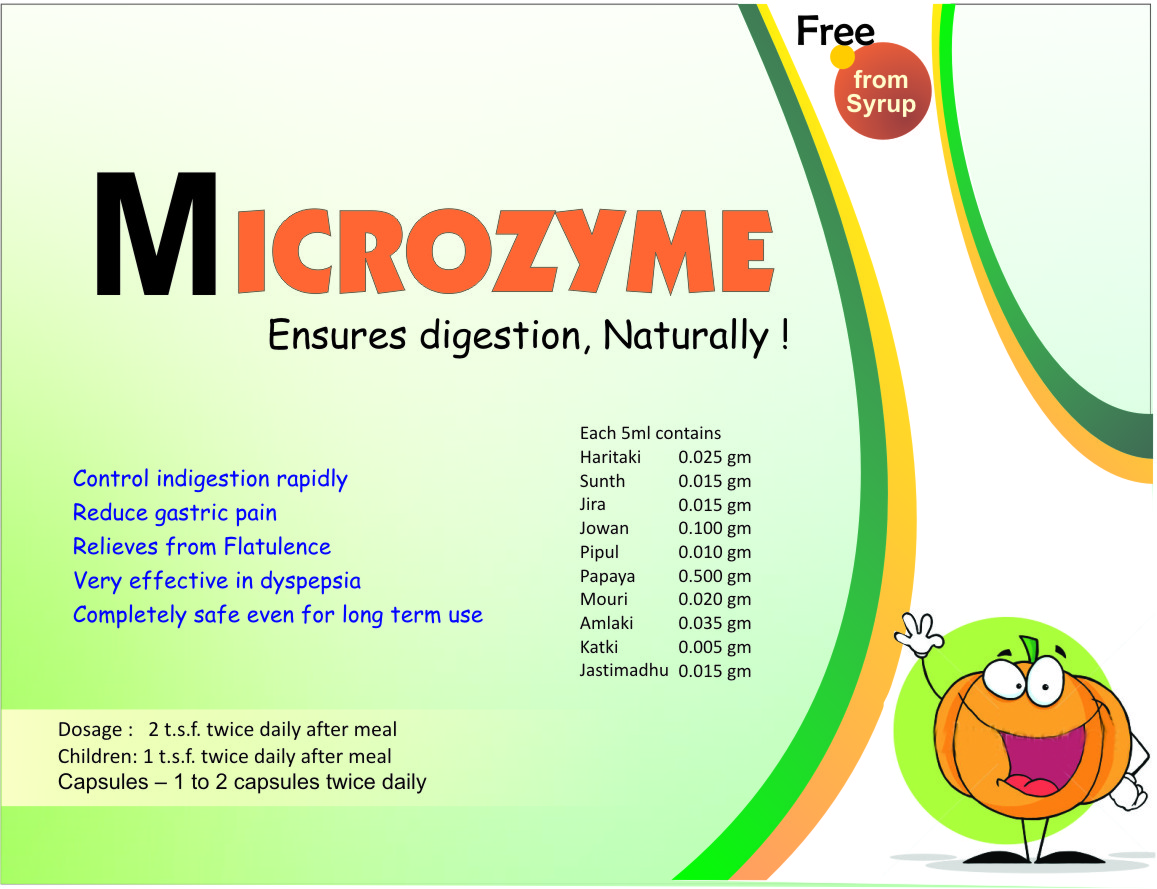 Free
from
Syrup
MICROZYME
Ensures digestion, Naturally !
Control indigestion rapidly
Reduce gastric pain
Relieves from Flatulence
Very effective in dyspepsia
Completely safe even for long term use
Each 5ml contains
Haritaki 0.025 gm
Sunth 0.015 gm
Jira 0.015 gm
Jowan 0.100 gm
Pipul 0.010 gm
Papaya 0.500 gm
Mouri 0.020 gm
Amlaki 0.035 gm
Katki 0.005 gm
Jastimadhu 0.015 gm
Dosage : 2 t.s.f. twice daily after meal
Children: 1 t.s.f. twice daily after meal
Capsules – 1 to 2 capsules twice daily